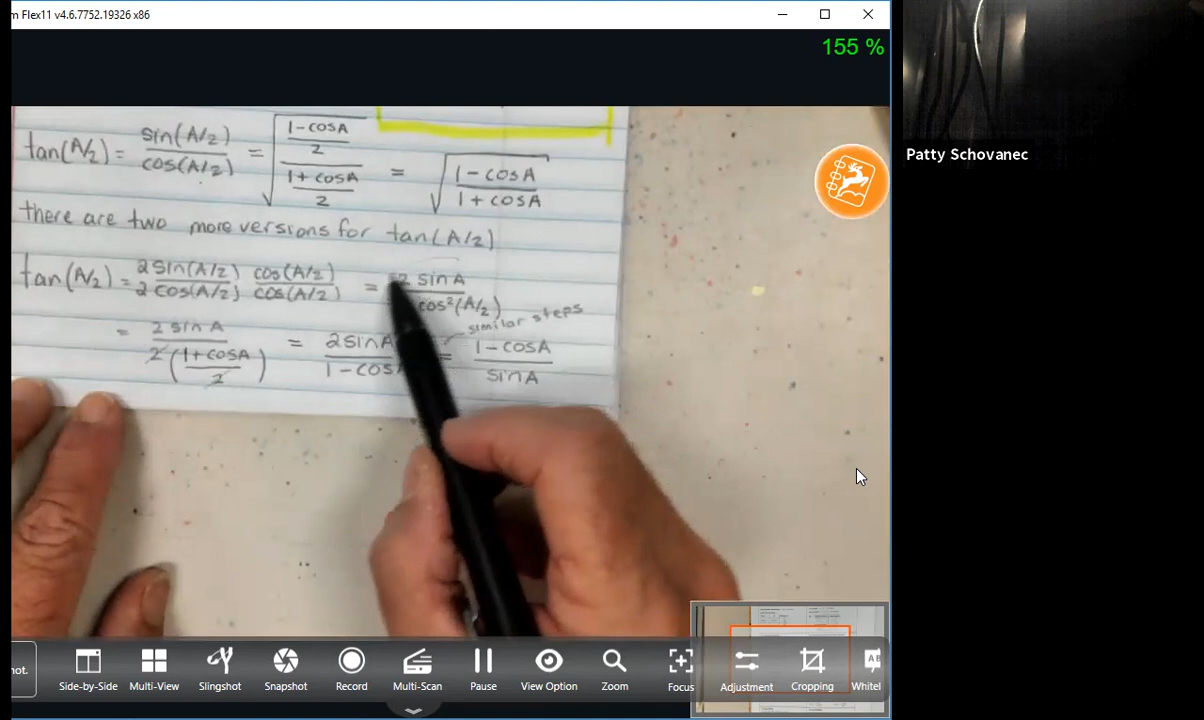 m Flex11 v4.6.7752.19326 x86
155 %
Patty Schovanec
tan(A/2) = sin(A/2) / cos(A/2) = √( ((1-cosA)/2) / ((1+cosA)/2) ) = √( (1-cosA) / (1+cosA) )
there are two more versions for tan(A/2)
tan(A/2) = 2sin(A/2) / 2cos(A/2) cos(A/2) / cos(A/2) = 2 sinA / cos²(A/2)
similar steps
= 2 sinA / 2((1+cosA)/2) = 2sinA / 1-cos = 1-cosA / sinA
not.
Side-by-Side Multi-View Slingshot Snapshot Record Multi-Scan Pause View Option Zoom Focus Adjustment Cropping Whitel